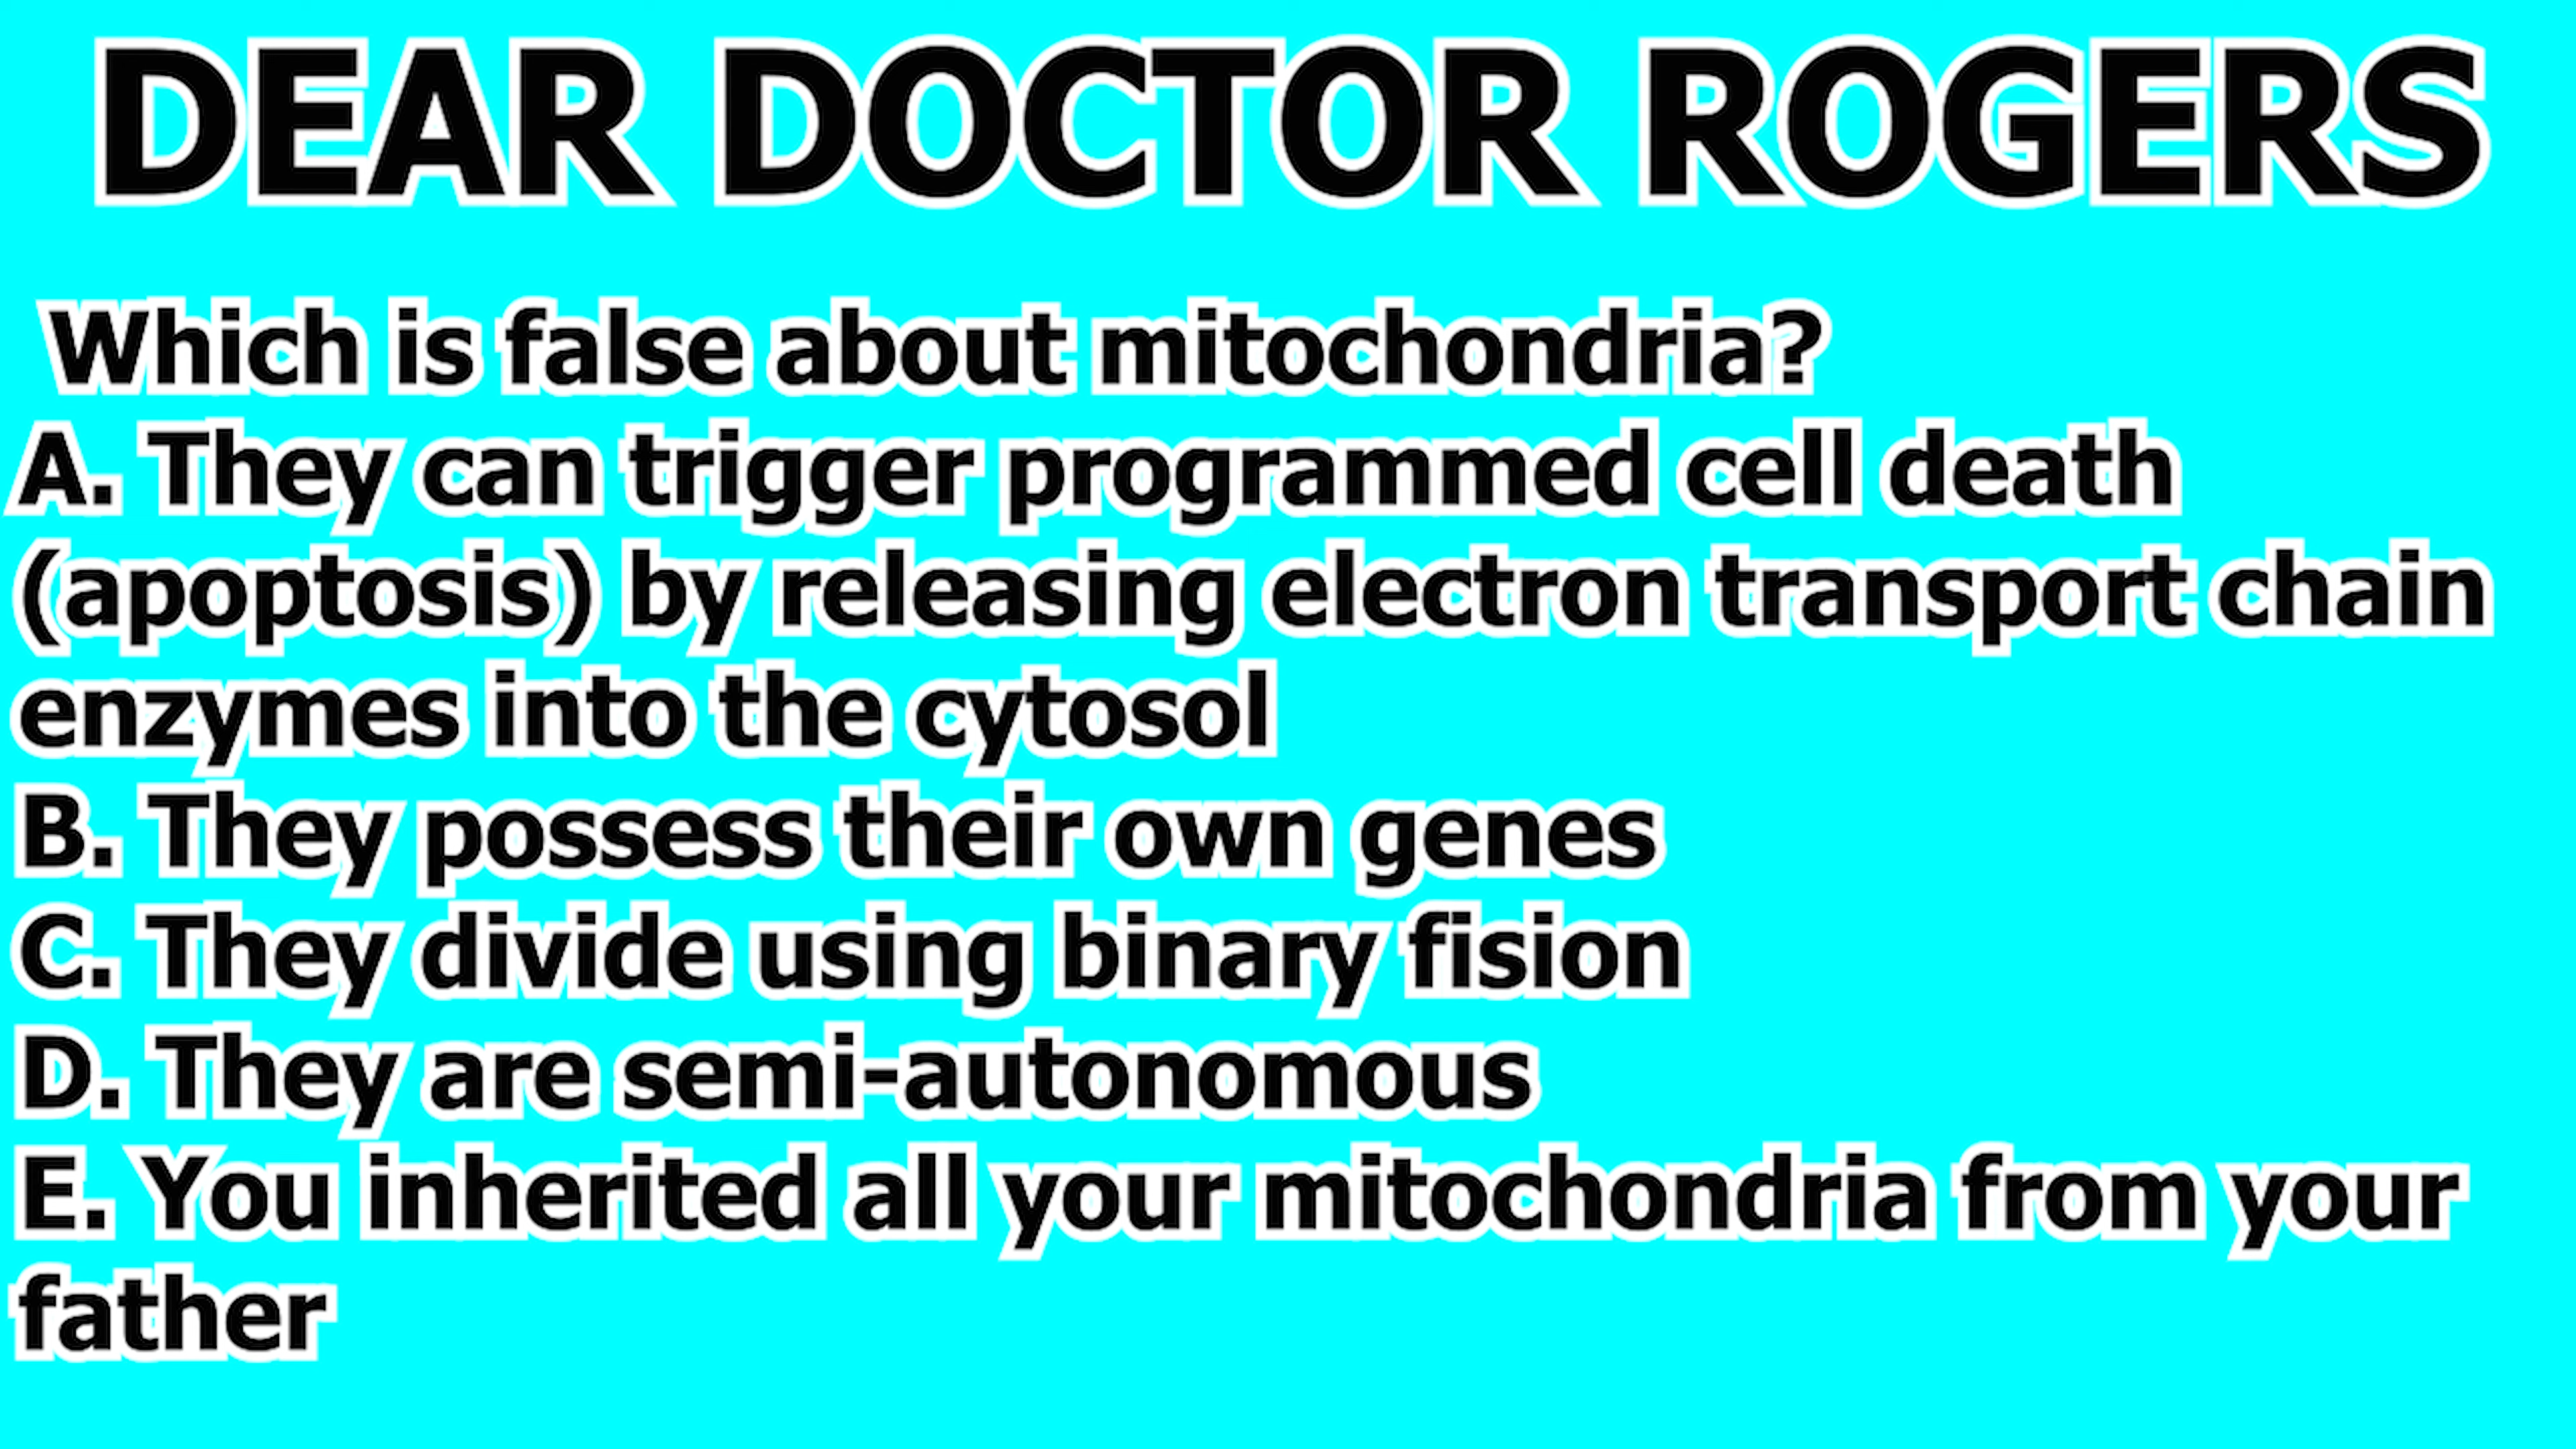 DEAR DOCTOR ROGERS
Which is false about mitochondria?
A. They can trigger programmed cell death
(apoptosis) by releasing electron transport chain
enzymes into the cytosol
B. They possess their own genes
C. They divide using binary fision
D. They are semi-autonomous
E. You inherited all your mitochondria from your
father